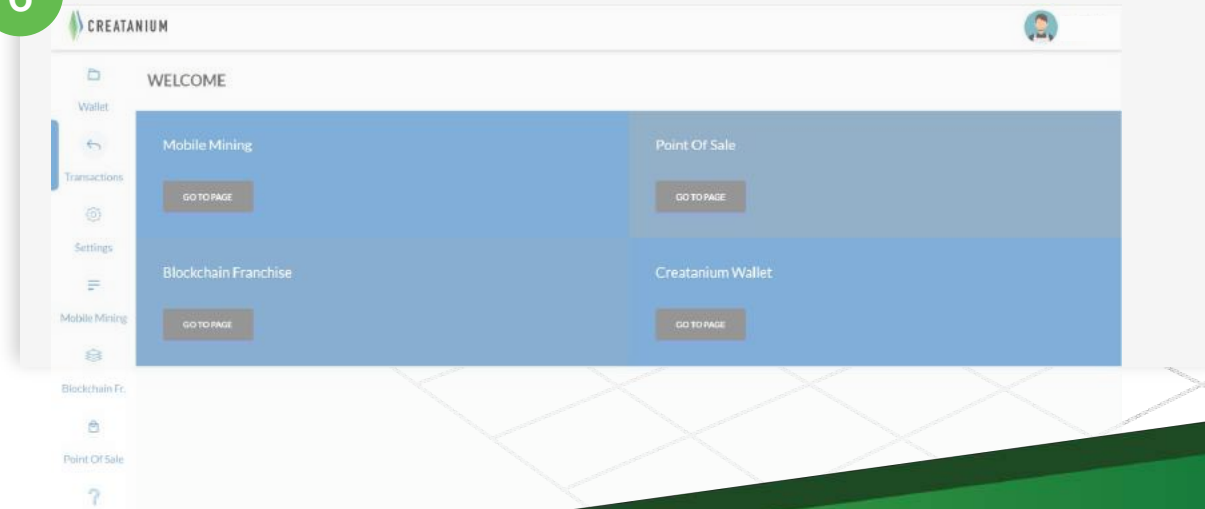 6
CREATANIUM
WELCOME
Wallet
Transactions
Settings
Mobile Mining
Blockchain Fr.
Point Of Sale
?
Mobile Mining
GO TO PAGE
Point Of Sale
GO TO PAGE
Blockchain Franchise
GO TO PAGE
Creatanium Wallet
GO TO PAGE